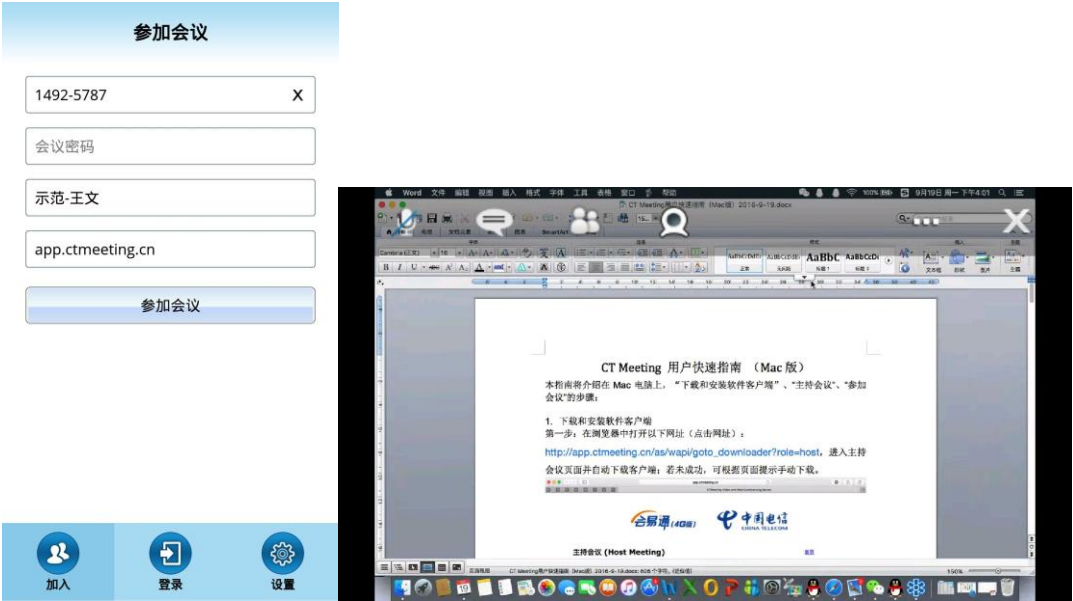 参加会议
1492-5787 X
会议密码
示范-王文
app.ctmeeting.cn
参加会议
加入 登录 设置
Word 文件 编辑 视图 插入 格式 字体 工具 表格 窗口 帮助 100% 9月19日 周一 下午4:01
CT Meeting用户快速指南 (Mac版) 2016-9-19.docx
SmartArt
AaBbC AaBbCcDi
CT Meeting 用户快速指南 （Mac 版）
本指南将介绍在 Mac 电脑上，“下载和安装软件客户端”、“主持会议”、“参加
会议”的步骤：
1. 下载和安装软件客户端
第一步：在浏览器中打开以下网址（点击网址）：
http://app.ctmeeting.cn/as/wapi/goto_downloader?role=host，进入主持
会议页面并自动下载客户端；若未成功，可根据页面提示手动下载。
会易通(4G版) 中国电信
CHINA TELECOM
主持会议 (Host Meeting)
150%